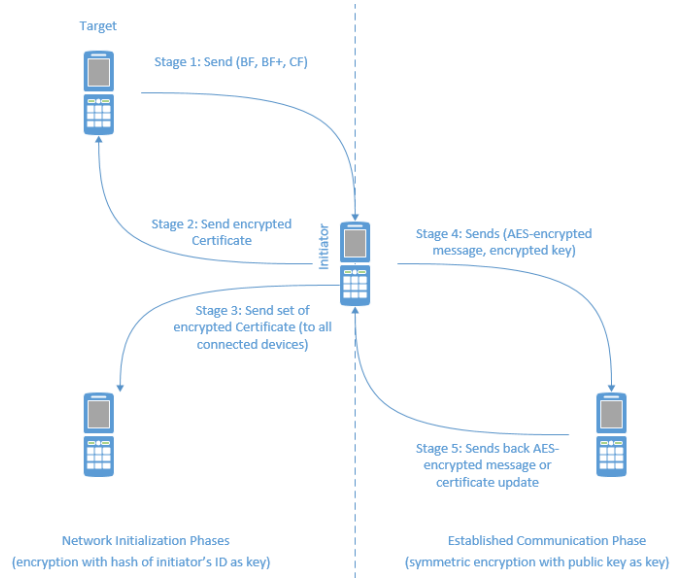 Target
Stage 1: Send (BF, BF+, CF)
Stage 2: Send encrypted
Certificate
Initiator
Stage 4: Sends (AES-encrypted
message, encrypted key)
Stage 3: Send set of
encrypted Certificate (to all
connected devices)
Stage 5: Sends back AES-
encrypted message or
certificate update
Network Initialization Phases
(encryption with hash of initiator's ID as key)
Established Communication Phase
(symmetric encryption with public key as key)